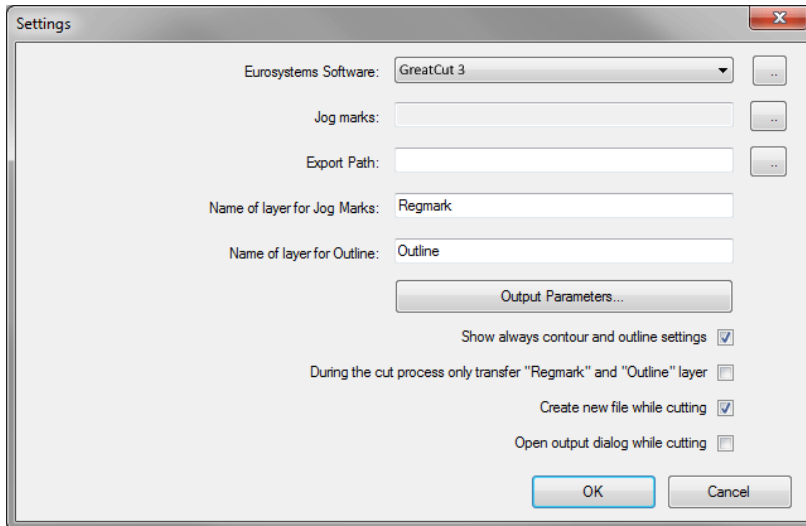 Settings
Eurosystems Software: GreatCut 3 ..
Jog marks: ..
Export Path: ..
Name of layer for Jog Marks: Regmark
Name of layer for Outline: Outline
Output Parameters...
Show always contour and outline settings
During the cut process only transfer "Regmark" and "Outline" layer
Create new file while cutting
Open output dialog while cutting
OK Cancel